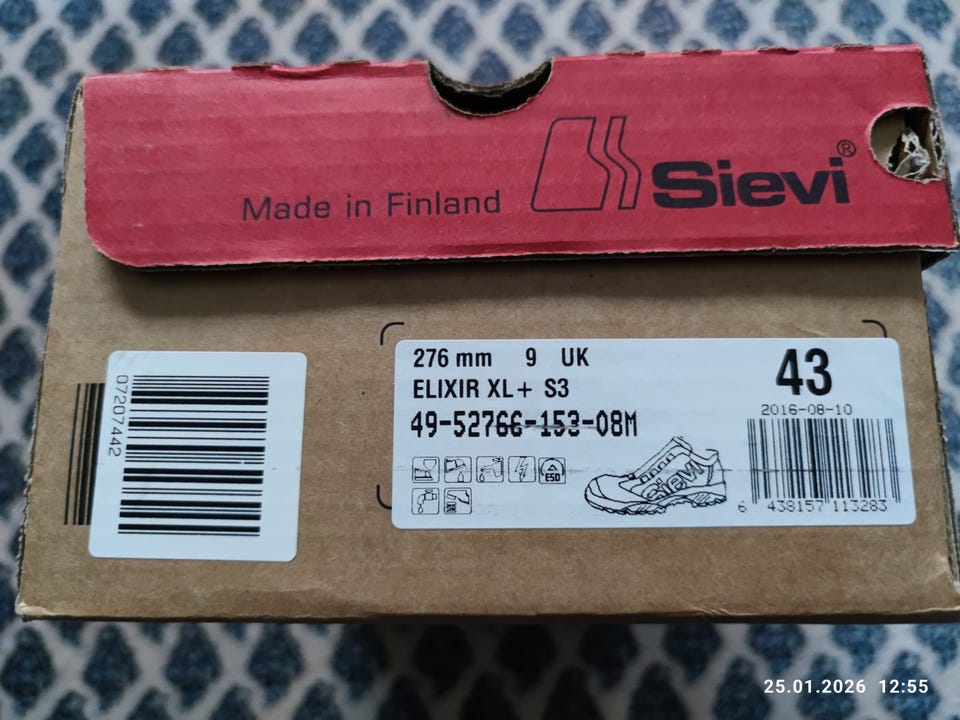 Made in Finland
Sievi®
07207442
276 mm 9 UK
ELIXIR XL+ S3
49-52766-153-08M
43
2016-08-10
ESD
Sievi
6 438157 113283
25.01.2026 12:55